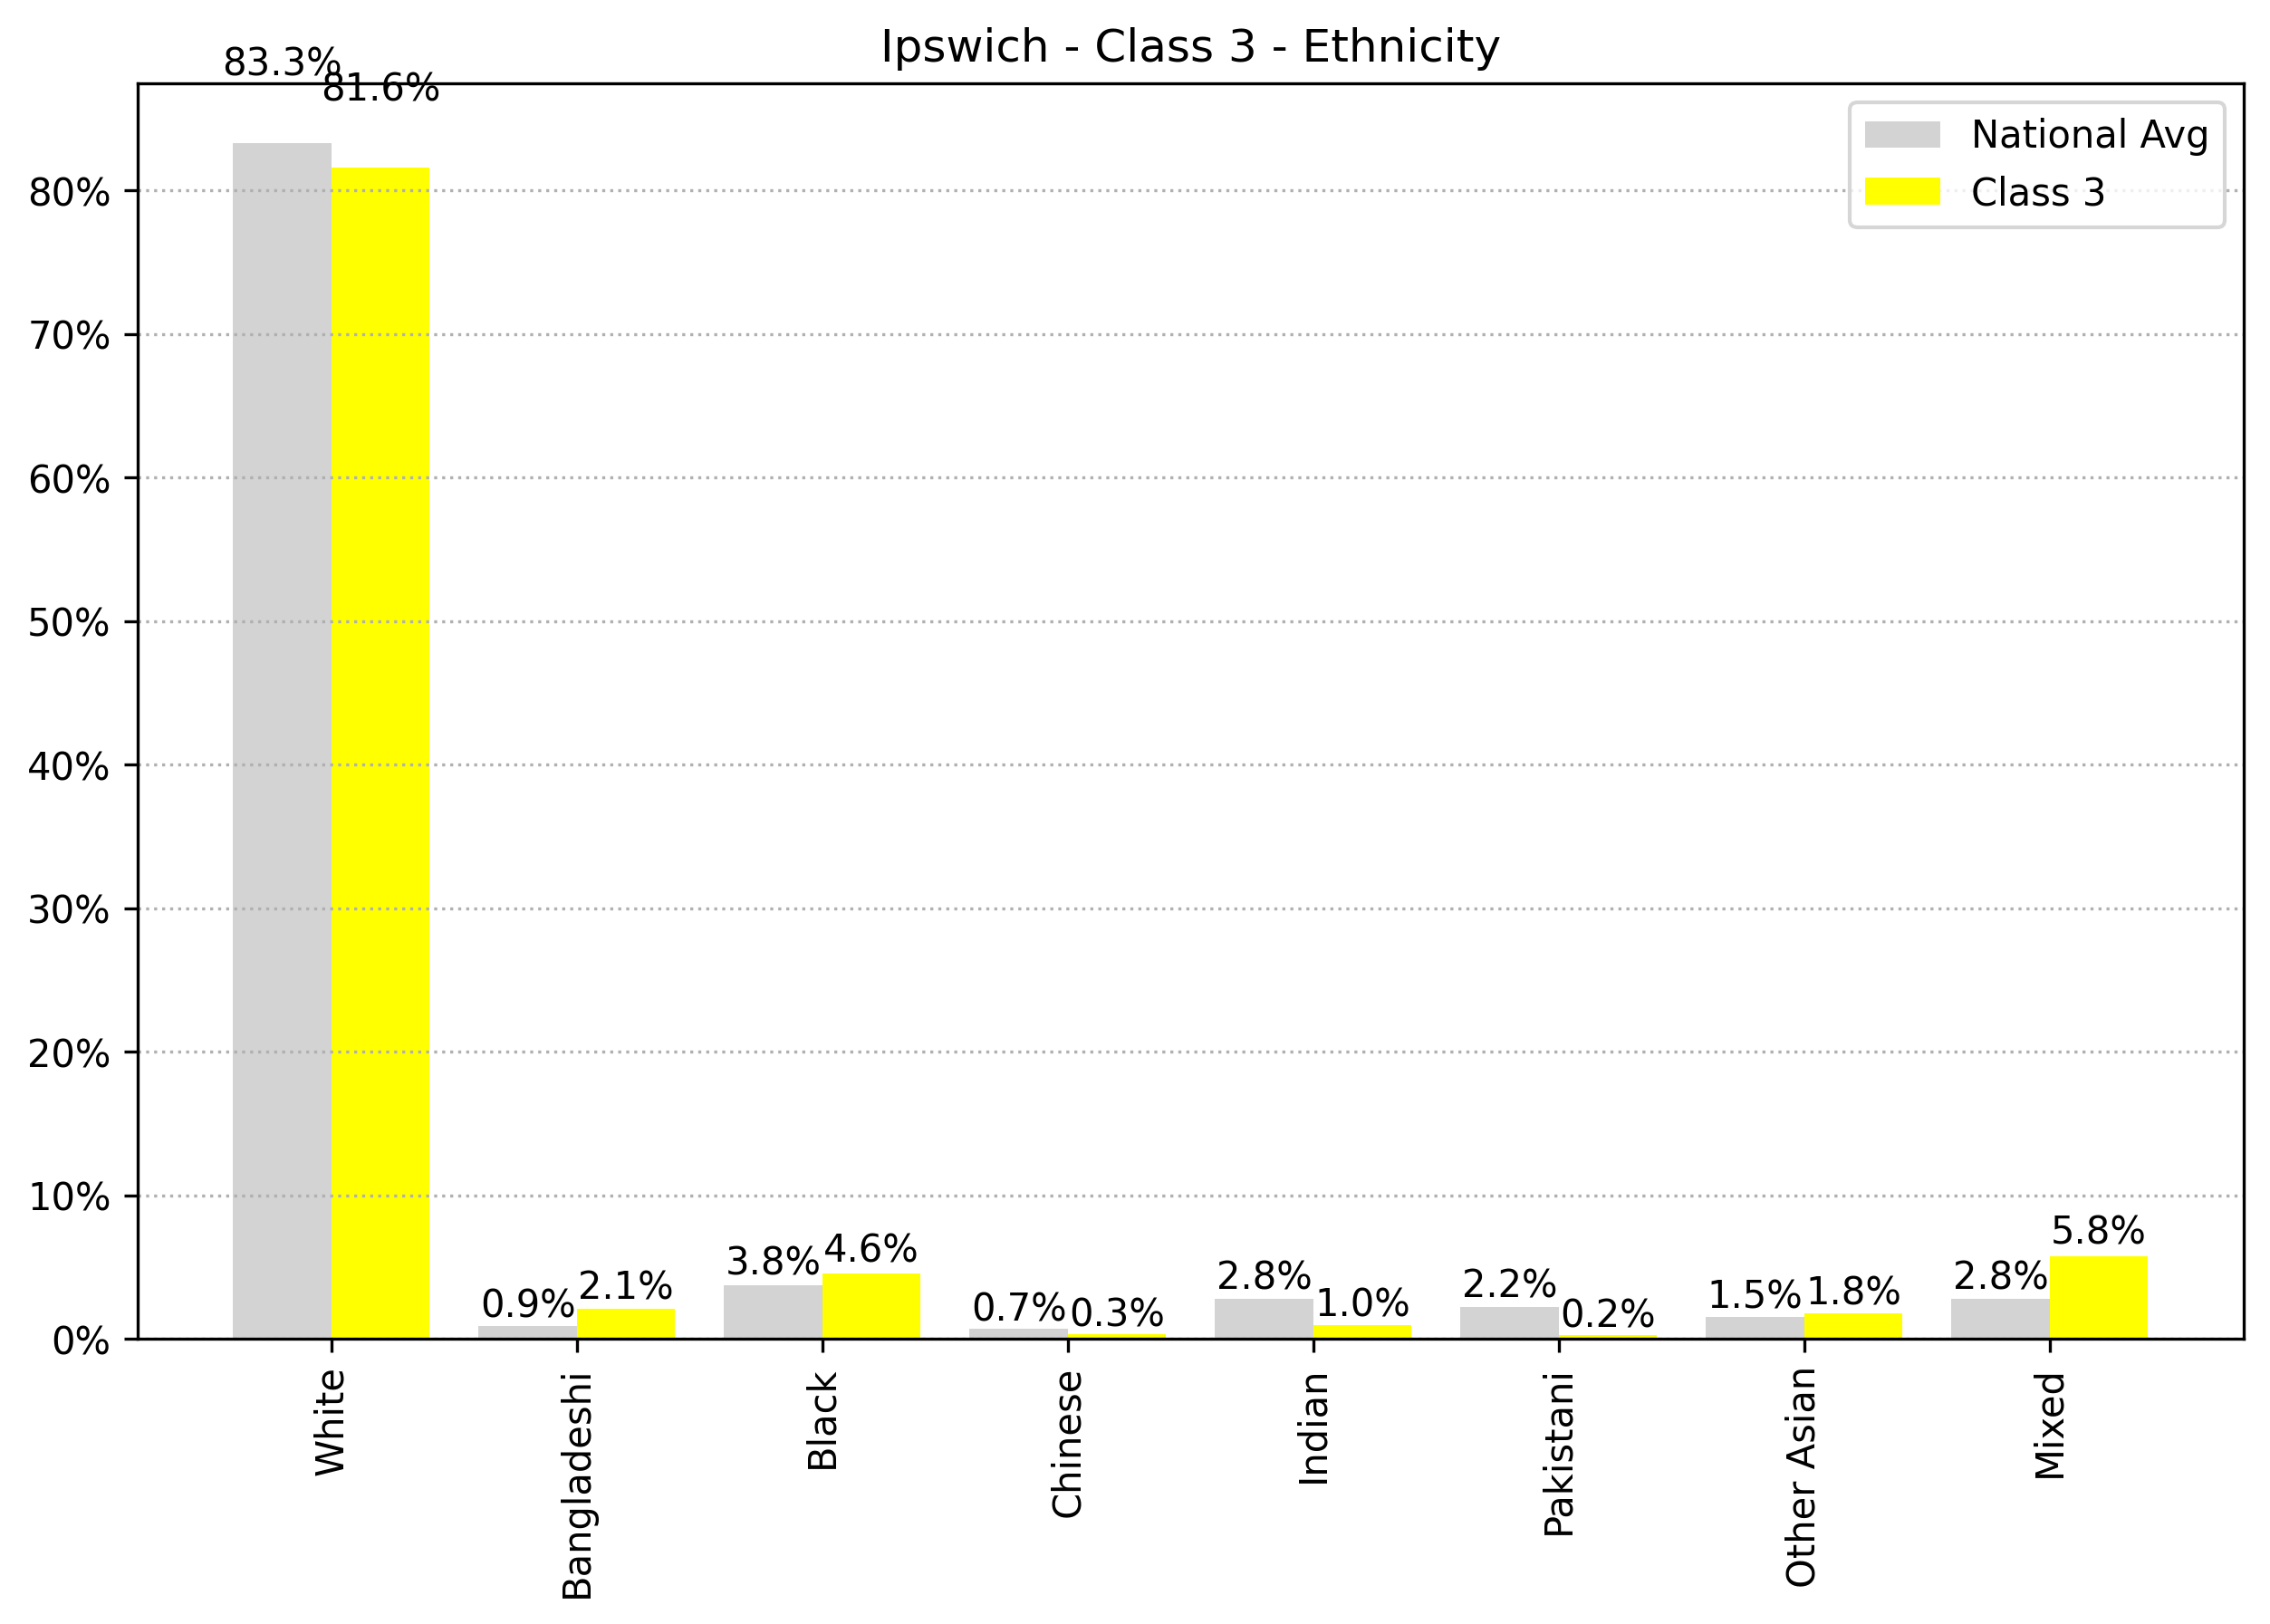 Ipswich - Class 3 - Ethnicity
83.3%
81.6%
National Avg
Class 3
80%
70%
60%
50%
40%
30%
20%
10%
0%
0.9%
2.1%
3.8%
4.6%
0.7%
0.3%
2.8%
1.0%
2.2%
0.2%
1.5%
1.8%
2.8%
5.8%
White
Bangladeshi
Black
Chinese
Indian
Pakistani
Other Asian
Mixed